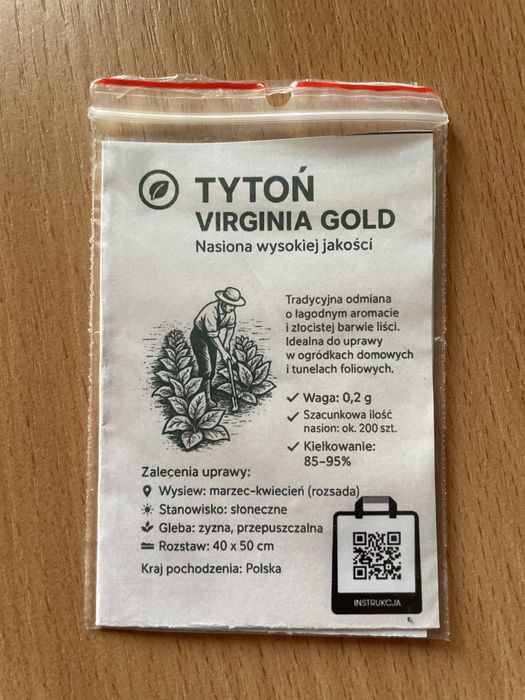 TYTOŃ
VIRGINIA GOLD
Nasiona wysokiej jakości
Tradycyjna odmiana
o łagodnym aromacie
i złocistej barwie liści.
Idealna do uprawy
w ogródkach domowych
i tunelach foliowych.
✓ Waga: 0,2 g
✓ Szacunkowa ilość
nasion: ok. 200 szt.
✓ Kiełkowanie:
85–95%
Zalecenia uprawy:
Wysiew: marzec-kwiecień (rozsada)
Stanowisko: słoneczne
Gleba: zyzna, przepuszczalna
Rozstaw: 40 x 50 cm
Kraj pochodzenia: Polska
INSTRUKCJA